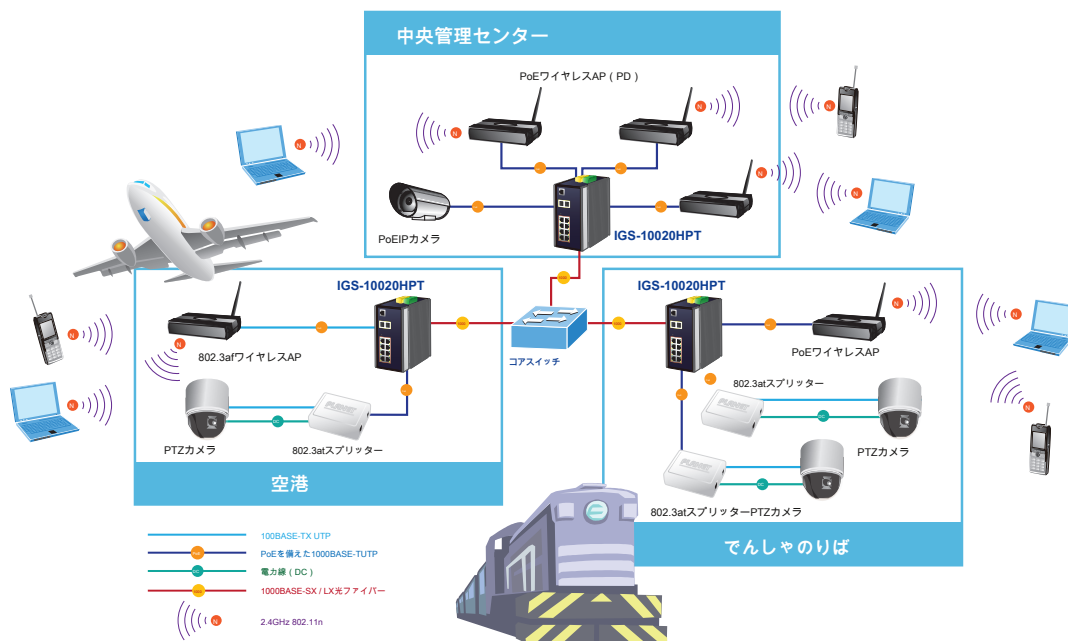 中央管理センター
PoEワイヤレスAP ( PD )
N
N
N
N
N
N
PoEIPカメラ
IGS-10020HPT
IGS-10020HPT
IGS-10020HPT
N
N
N
N
802.3afワイヤレスAP
コアスイッチ
PoEワイヤレスAP
802.3atスプリッター
N
N
PLANET
DC
PLANET
DC
PTZカメラ
802.3atスプリッター
PTZカメラ
PLANET
DC
802.3atスプリッターPTZカメラ
空港
でんしゃのりば
100BASE-TX UTP
PoEを備えた1000BASE-TUTP
DC
電力線 ( DC )
1000BASE-SX / LX光ファイバー
N
2.4GHz 802.11n